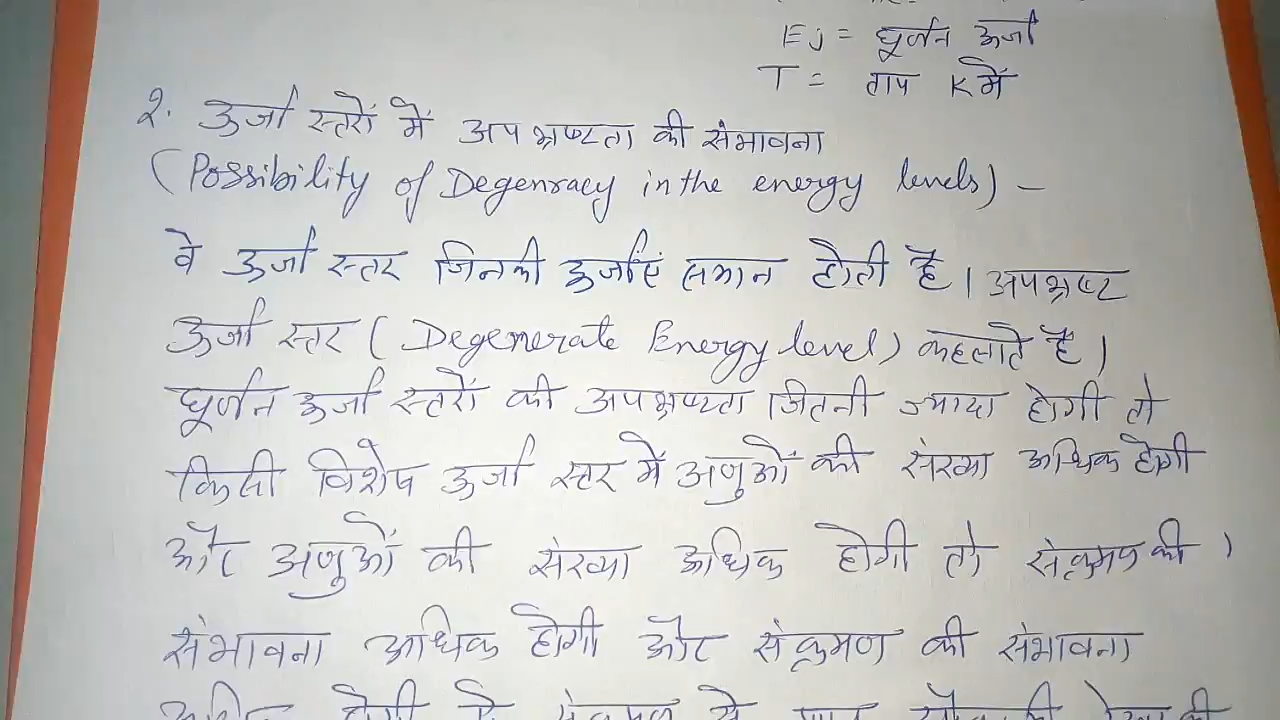 EJ = घूर्णन ऊर्जा
T = ताप K में
2. ऊर्जा स्तरों में अपभ्रष्टता की संभावना
(Possibility of Degenracy in the energy levels) -
वे ऊर्जा स्तर जिनकी ऊर्जाएं समान होती है। अपभ्रष्ट
ऊर्जा स्तर ( Degenerate Energy level) कहलाते है।
घूर्णन ऊर्जा स्तरों की अपभ्रष्टता जितनी ज्यादा होगी तो
किसी विशेष ऊर्जा स्तर में अणुओं की संख्या अधिक होगी
और अणुओं की संख्या अधिक होगी तो संक्रमण की
संभावना अधिक होगी और संक्रमण की संभावना